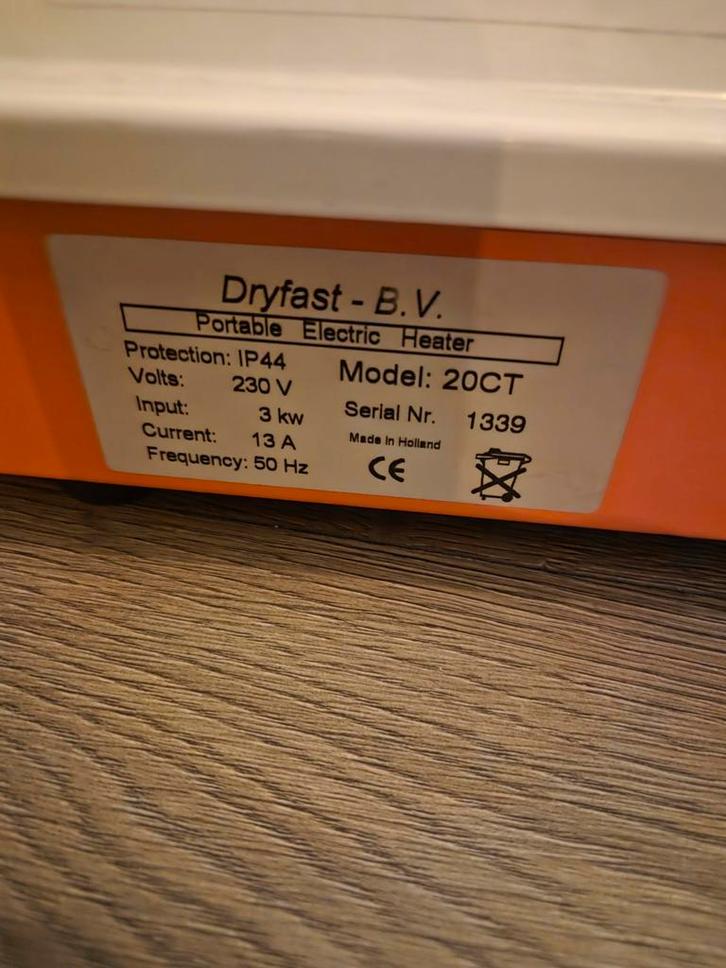 Dryfast - B.V.
Portable Electric Heater
Protection: IP44
Volts: 230 V
Input: 3 kw
Current: 13 A
Frequency: 50 Hz
Model: 20CT
Serial Nr. 1339
Made in Holland
CE